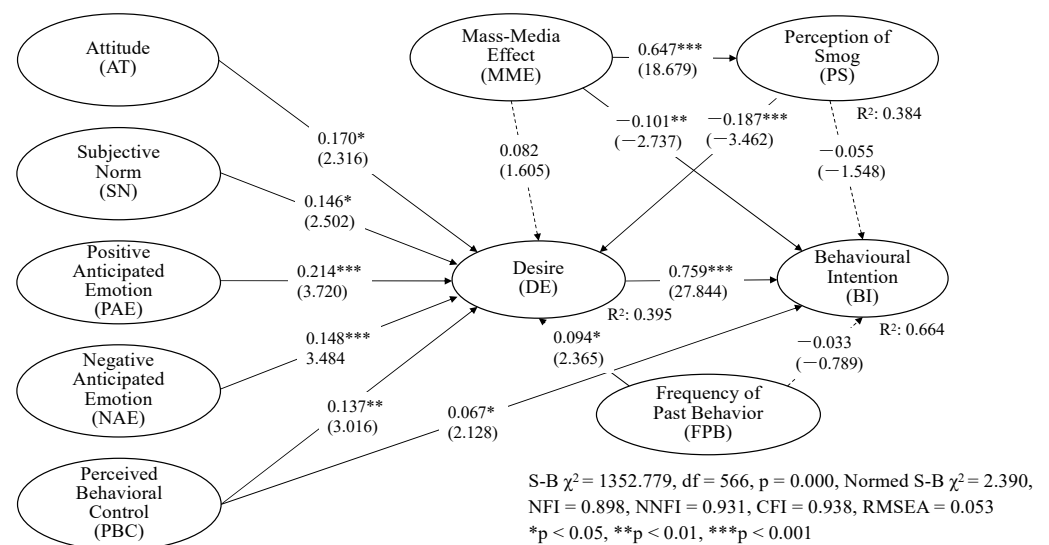 Attitude
(AT)
Mass-Media
Effect
(MME)
0.647***
(18.679)
Perception of
Smog
(PS)
R²: 0.384
−0.101**
(−2.737)
−0.187***
(−3.462)
0.170*
(2.316)
0.082
(1.605)
−0.055
(−1.548)
Subjective
Norm
(SN)
0.146*
(2.502)
Positive
Anticipated
Emotion
(PAE)
0.214***
(3.720)
Desire
(DE)
R²: 0.395
0.759***
(27.844)
Behavioural
Intention
(BI)
R²: 0.664
0.148***
3.484
0.094*
(2.365)
−0.033
(−0.789)
Negative
Anticipated
Emotion
(NAE)
0.137**
(3.016)
0.067*
(2.128)
Frequency of
Past Behavior
(FPB)
Perceived
Behavioral
Control
(PBC)
S-B χ² = 1352.779, df = 566, p = 0.000, Normed S-B χ² = 2.390,
NFI = 0.898, NNFI = 0.931, CFI = 0.938, RMSEA = 0.053
*p < 0.05, **p < 0.01, ***p < 0.001